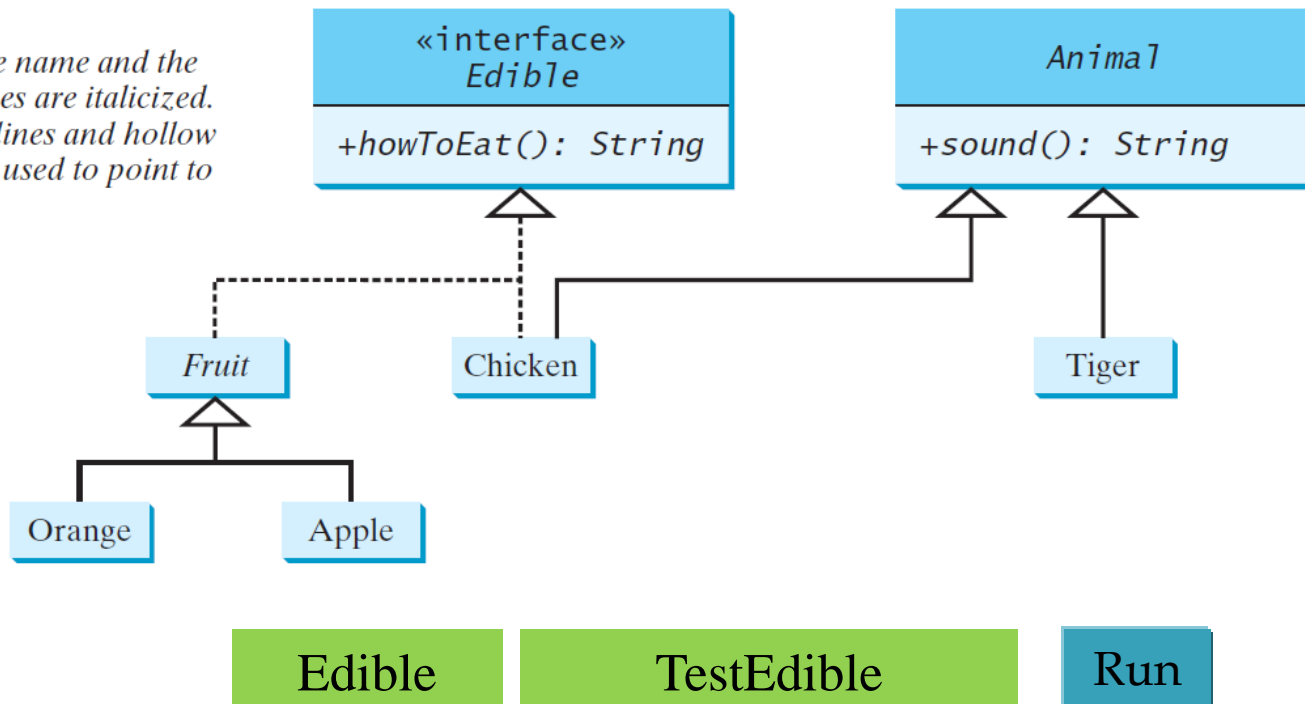 name and the
es are italicized.
lines and hollow
used to point to
«interface»
Edible
+howToEat(): String
Animal
+sound(): String
Fruit
Chicken
Tiger
Orange
Apple
Edible
TestEdible
Run